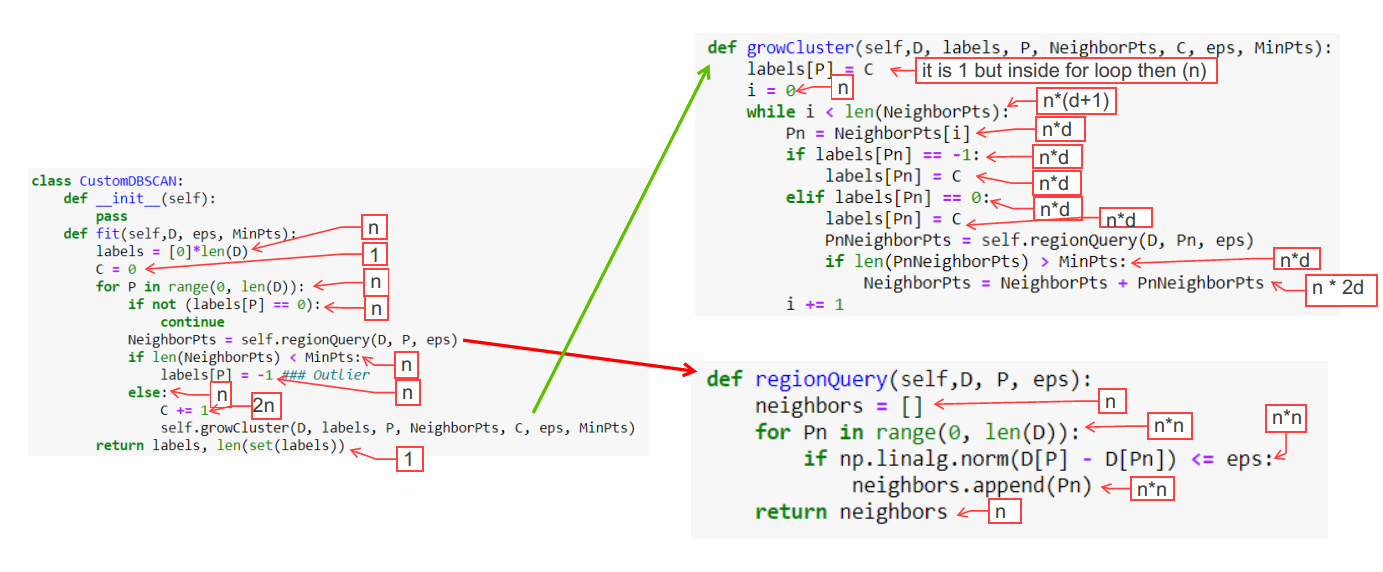 class CustomDBSCAN:
def __init__(self):
pass
def fit(self,D, eps, MinPts):
n
labels = [0]*len(D)
C = 0
1
for P in range(0, len(D)):
n
if not (labels[P] == 0):
n
continue
NeighborPts = self.regionQuery(D, P, eps)
if len(NeighborPts) < MinPts:
n
labels[P] = -1 ### Outlier
n
else:
n
C += 1
2n
self.growCluster(D, labels, P, NeighborPts, C, eps, MinPts)
return labels, len(set(labels))
1
def growCluster(self,D, labels, P, NeighborPts, C, eps, MinPts):
labels[P] = C
it is 1 but inside for loop then (n)
i = 0
n
while i < len(NeighborPts):
n*(d+1)
Pn = NeighborPts[i]
n*d
if labels[Pn] == -1:
n*d
labels[Pn] = C
n*d
elif labels[Pn] == 0:
n*d
labels[Pn] = C
n*d
PnNeighborPts = self.regionQuery(D, Pn, eps)
if len(PnNeighborPts) > MinPts:
n*d
NeighborPts = NeighborPts + PnNeighborPts
n * 2d
i += 1
def regionQuery(self,D, P, eps):
neighbors = []
n
for Pn in range(0, len(D)):
n*n
if np.linalg.norm(D[P] - D[Pn]) <= eps:
n*n
neighbors.append(Pn)
n*n
return neighbors
n